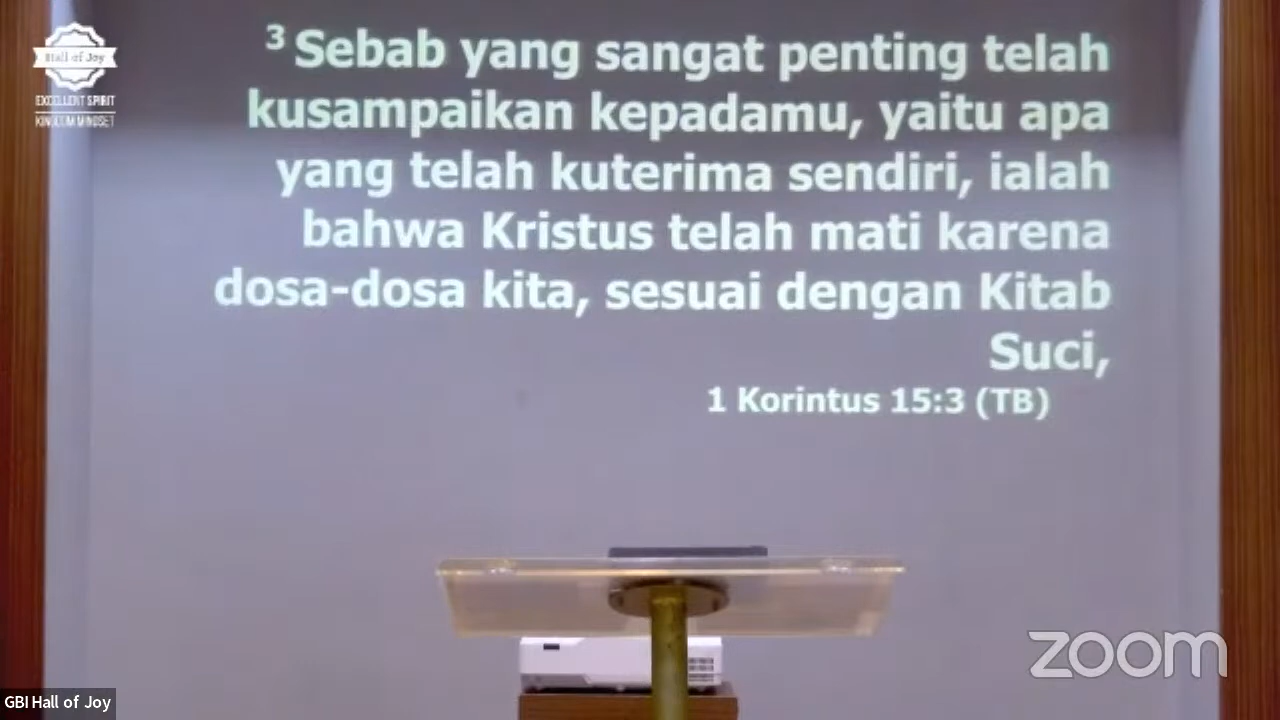 Hall of Joy
EXCELLENT SPIRIT
KINGDOM MINDSET
3 Sebab yang sangat penting telah
kusampaikan kepadamu, yaitu apa
yang telah kuterima sendiri, ialah
bahwa Kristus telah mati karena
dosa-dosa kita, sesuai dengan Kitab
Suci,
1 Korintus 15:3 (TB)
zoom
GBI Hall of Joy